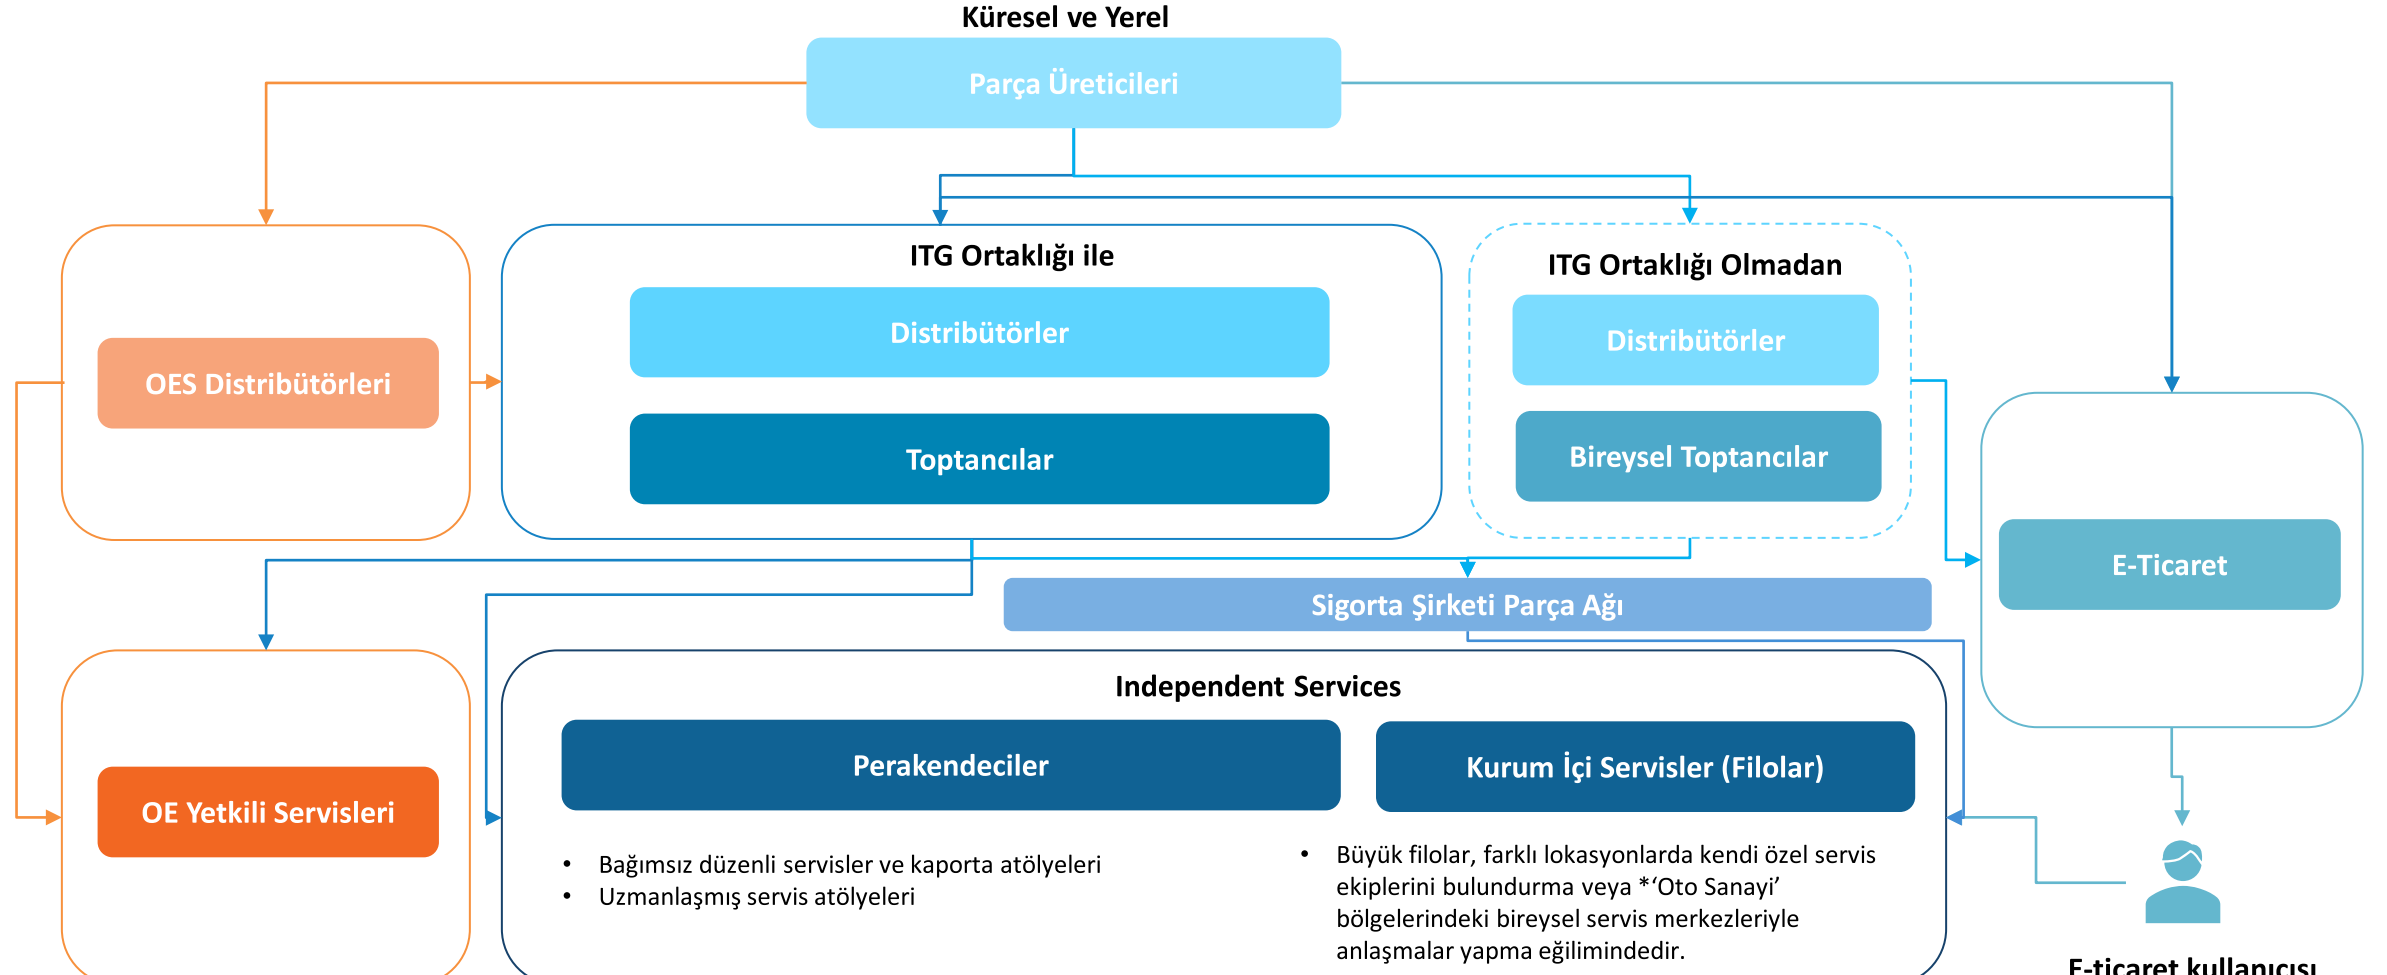 Küresel ve Yerel
Parça Üreticileri
ITG Ortaklığı ile
Distribütörler
Toptancılar
ITG Ortaklığı Olmadan
Distribütörler
Bireysel Toptancılar
OES Distribütörleri
E-Ticaret
Sigorta Şirketi Parça Ağı
Independent Services
Perakendeciler
Kurum İçi Servisler (Filolar)
OE Yetkili Servisleri
• Bağımsız düzenli servisler ve kaporta atölyeleri
• Uzmanlaşmış servis atölyeleri
• Büyük filolar, farklı lokasyonlarda kendi özel servis
ekiplerini bulundurma veya *‘Oto Sanayi’
bölgelerindeki bireysel servis merkezleriyle
anlaşmalar yapma eğilimindedir.
E-ticaret kullanıcısı